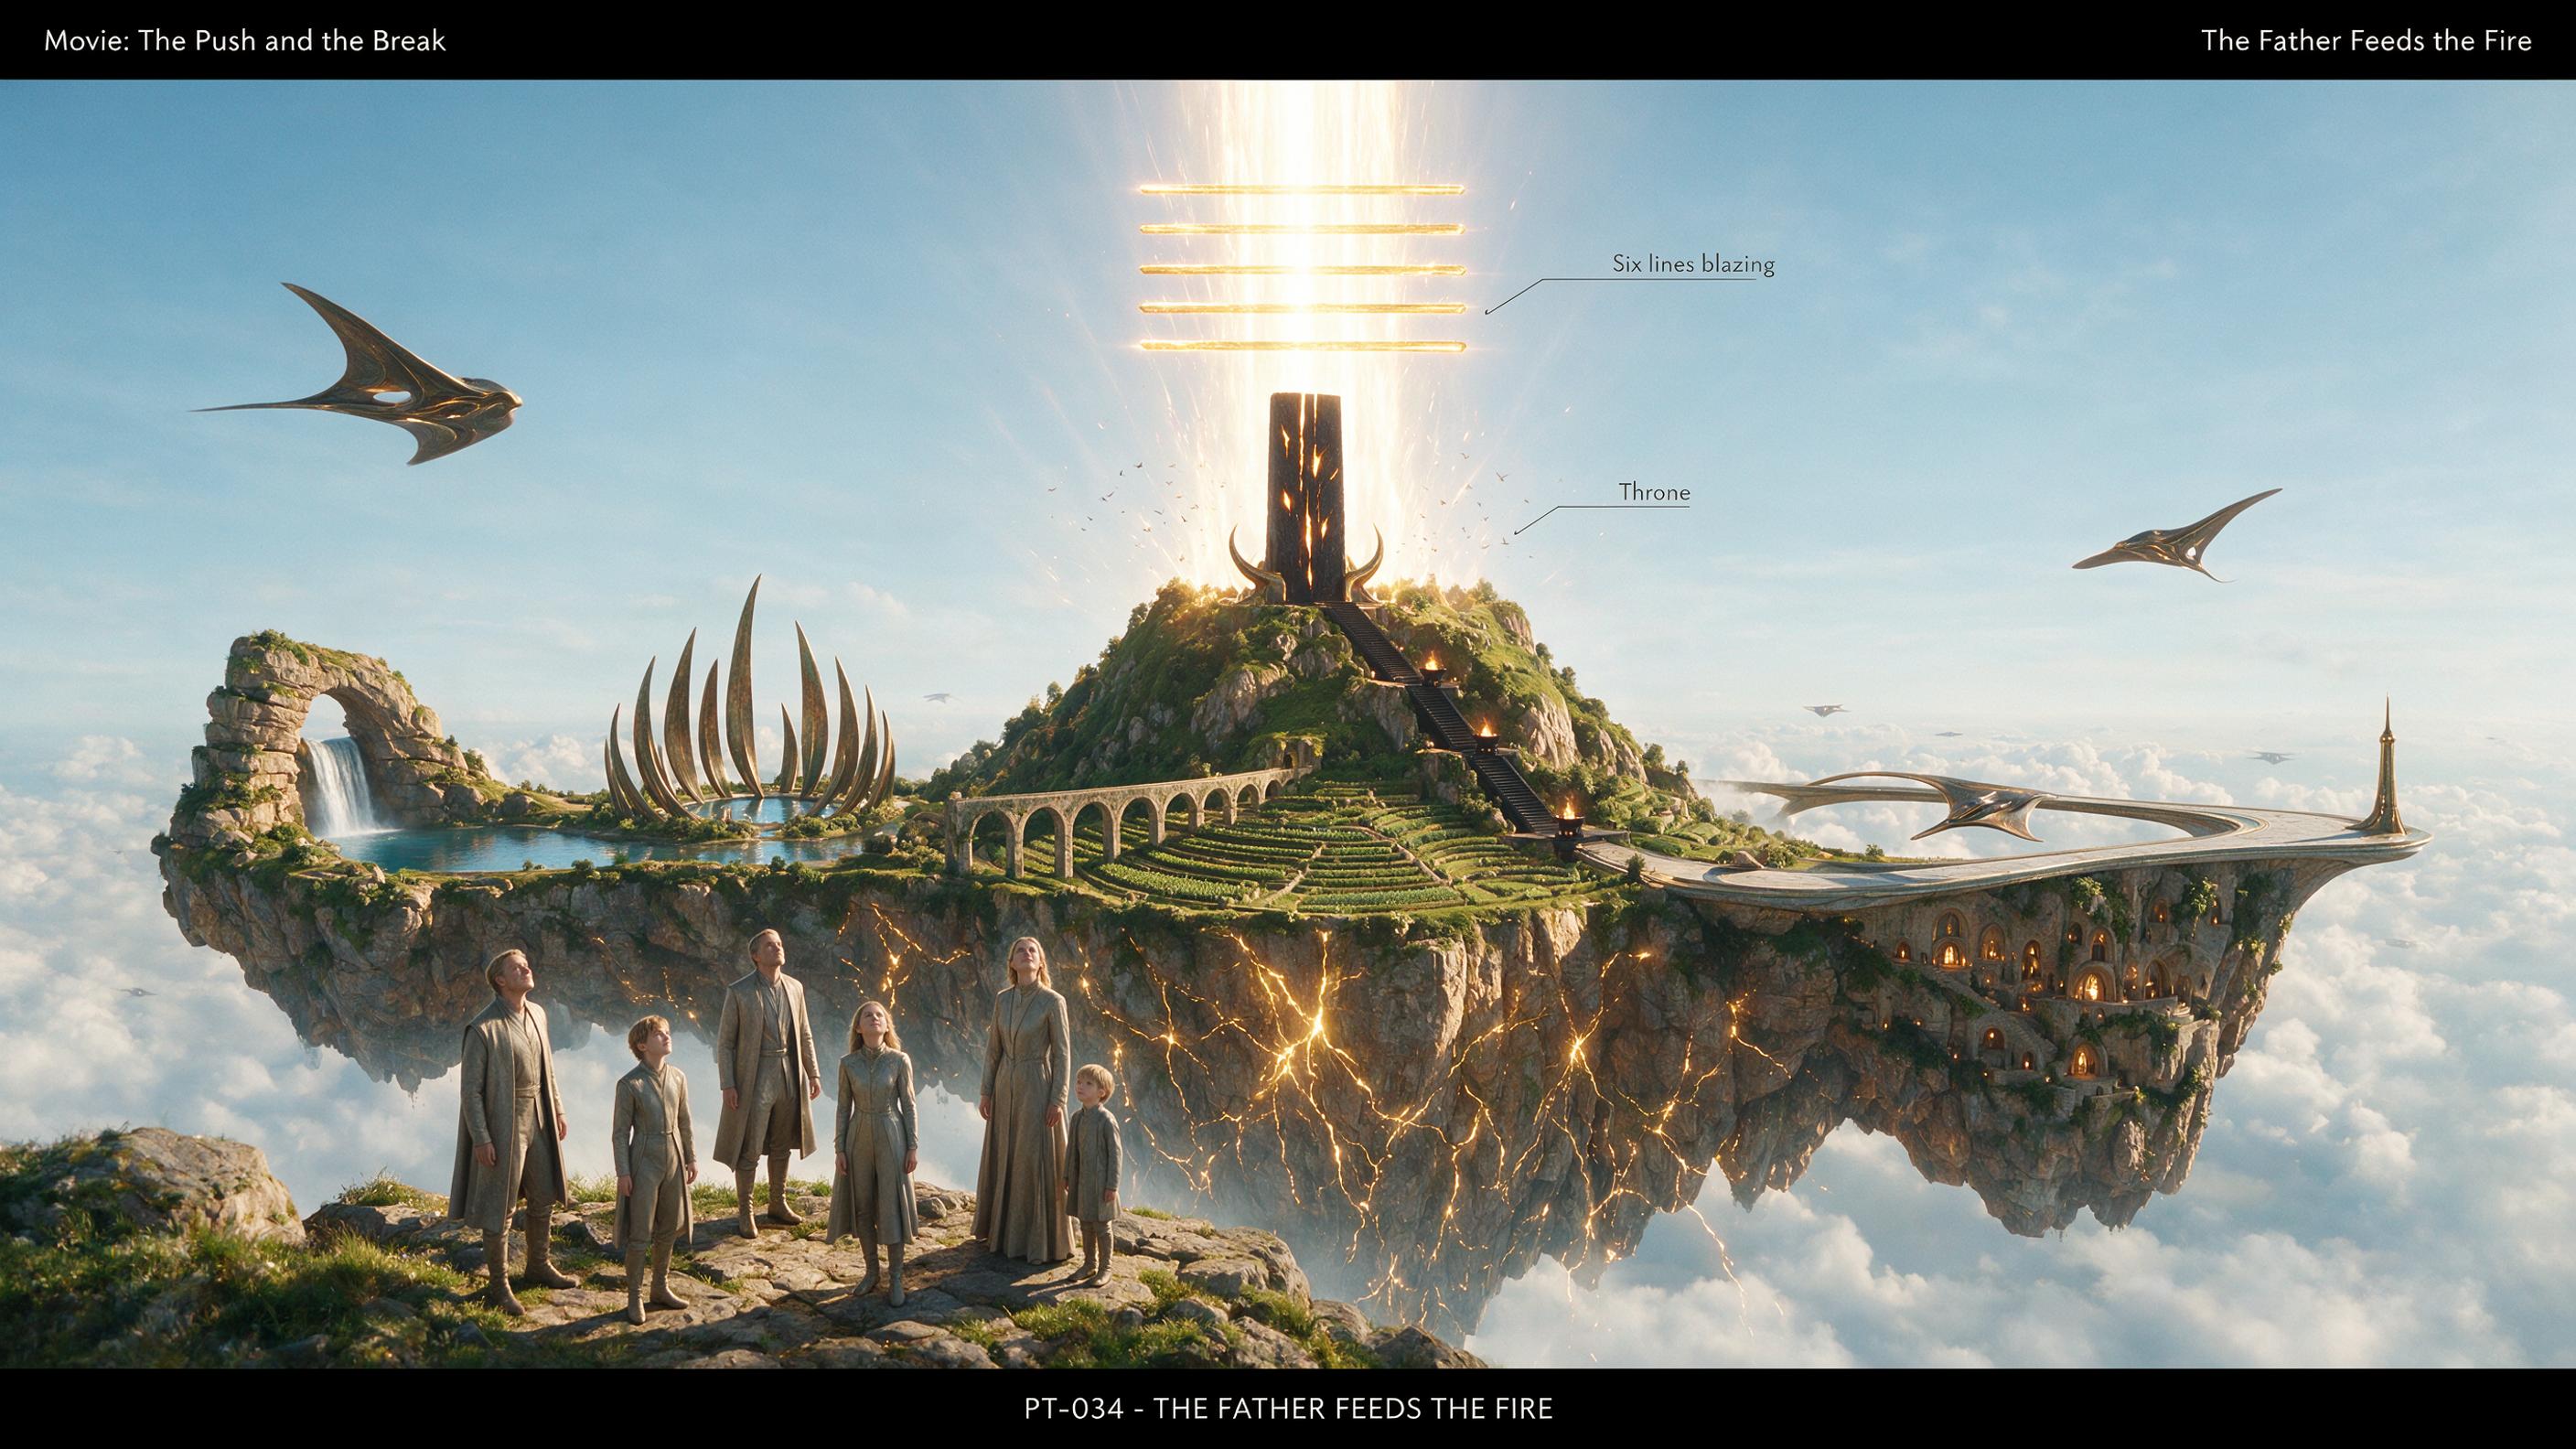 Movie: The Push and the Break
The Father Feeds the Fire
Six lines blazing
Throne
PT-034 - THE FATHER FEEDS THE FIRE